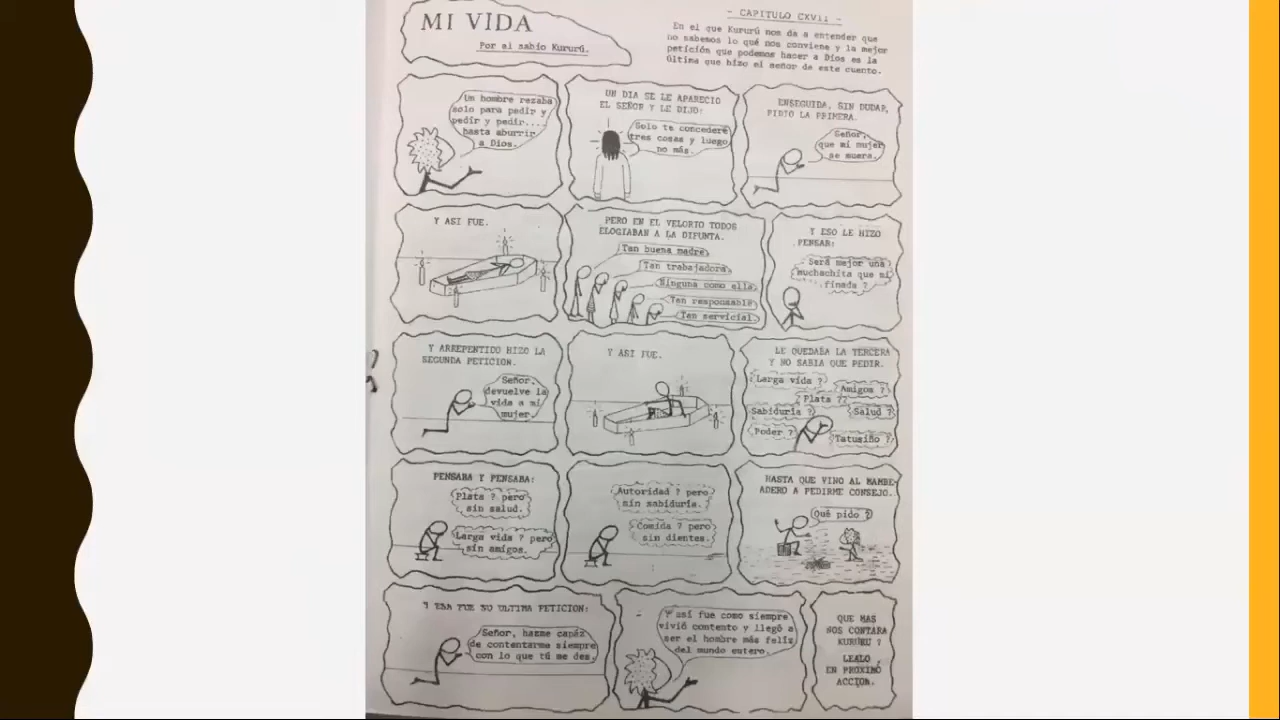 MI VIDA
Por el sabio Kururú.
- CAPITULO CXVII -
En el que Kururú nos da a entender que
no sabemos lo qué nos conviene y la mejor
petición que podemos hacer a Dios es la
última que hizo mi señor de este cuento.
Un hombre rezaba
solo para pedir y
pedir y pedir....
hasta aburrir
a Dios.
UN DIA SE LE APARECIO
EL SEÑOR Y LE DIJO:
Solo te concederé
tres cosas y luego
no más.
ENSEGUIDA, SIN DUDAR,
PIDIO LA PRIMERA.
Señor,
que mi mujer
se muera.
Y ASI FUE.
PERO EN EL VELORIO TODOS
ELOGIABAN A LA DIFUNTA.
Tan buena madre.
Tan trabajadora.
Ninguna como ella.
Tan responsable.
Tan servicial.
Y ESO LE HIZO
PENSAR:
Será mejor una
muchachita que mi
finada ?
Y ARREPENTIDO HIZO LA
SEGUNDA PETICION.
Señor,
devuelve la
vida a mi
mujer.
Y ASI FUE.
LE QUEDABA LA TERCERA
Y NO SABIA QUE PEDIR.
Larga vida ?
Amigos ?
Plata ??
Sabiduría ?
Salud ?
Poder ?
Tatusiño ?
PENSABA Y PENSABA:
Plata ? pero
sin salud.
Larga vida ? pero
sin amigos.
Autoridad ? pero
sin sabiduría.
Comida ? pero
sin dientes.
HASTA QUE VINO AL MAMBE-
ADERO A PEDIRME CONSEJO.
Qué pido ?
Y ESA FUE SU ULTIMA PETICION:
Señor, hazme capáz
de contentarme siempre
con lo que tú me des.
Y así fue como siempre
vivió contento y llegó a
ser el hombre más feliz
del mundo entero.
QUE MAS
NOS CONTARA
KURURU ?
LEALO
EN PROXIMO
ACCION.